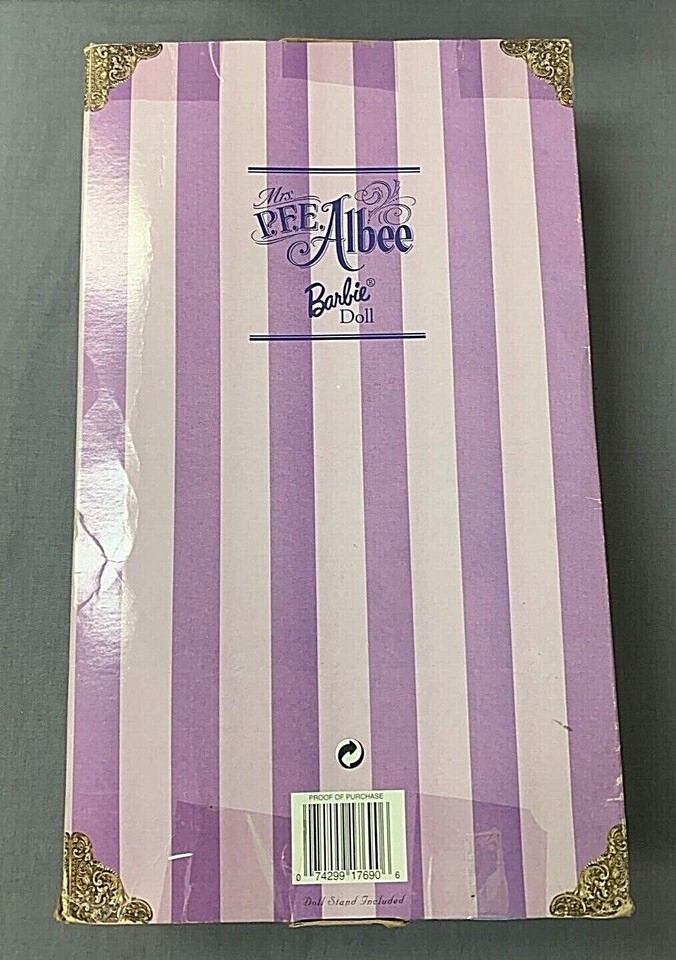 Mrs.
P.F.E. Albee
Barbie®
Doll
PROOF OF PURCHASE
0 74299 17690 6
Doll Stand Included